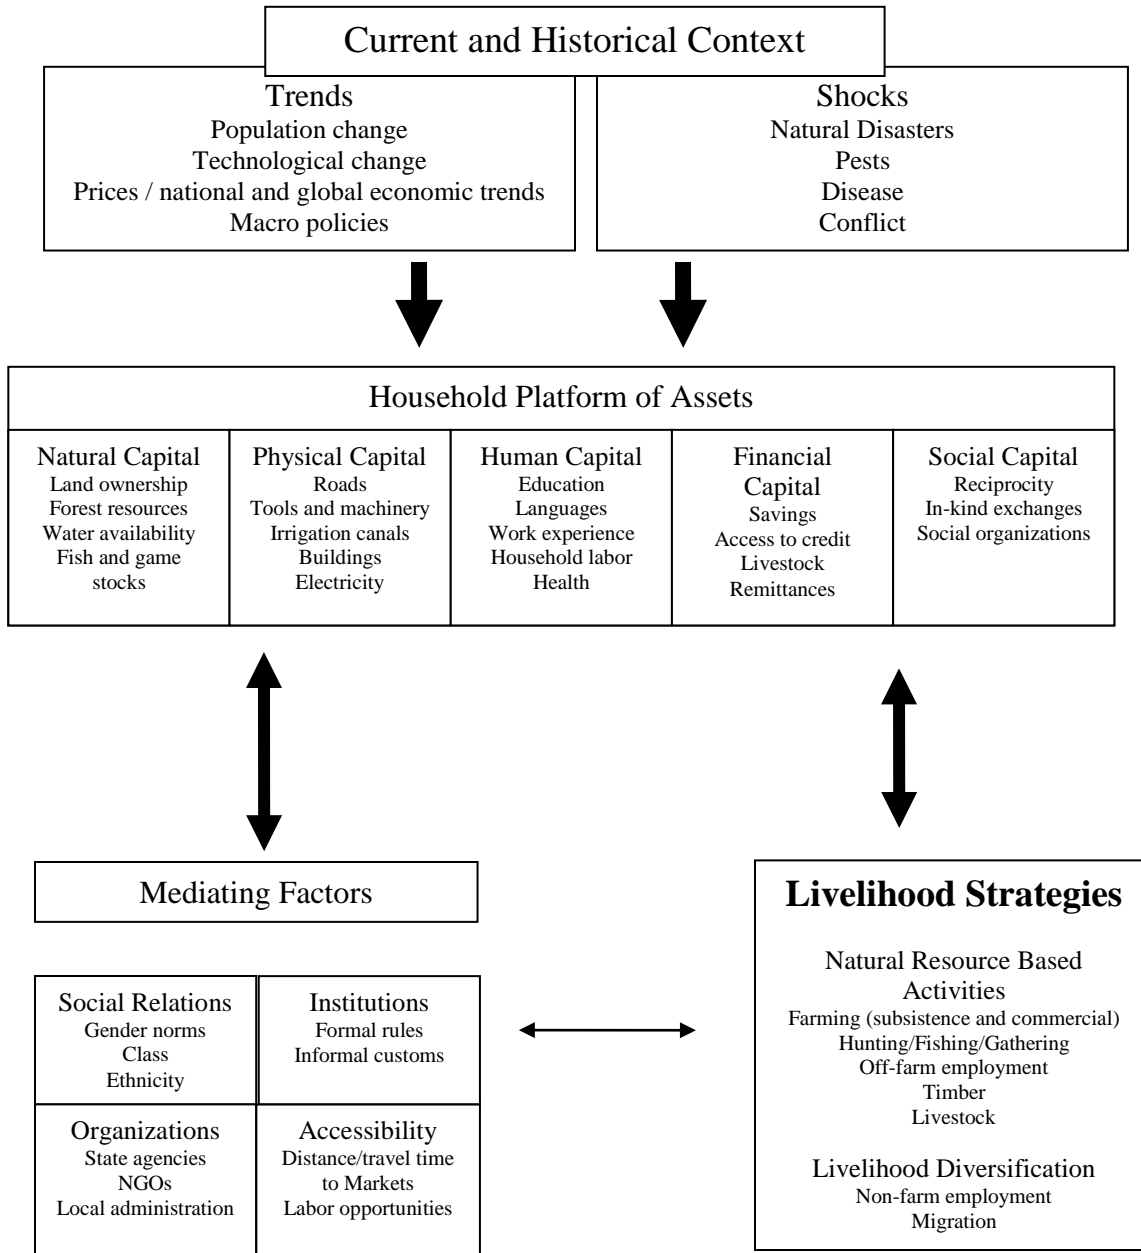 Current and Historical Context
Trends
Population change
Technological change
Prices / national and global economic trends
Macro policies
Shocks
Natural Disasters
Pests
Disease
Conflict
Household Platform of Assets
Natural Capital
Land ownership
Forest resources
Water availability
Fish and game
stocks
Physical Capital
Roads
Tools and machinery
Irrigation canals
Buildings
Electricity
Human Capital
Education
Languages
Work experience
Household labor
Health
Financial
Capital
Savings
Access to credit
Livestock
Remittances
Social Capital
Reciprocity
In-kind exchanges
Social organizations
Mediating Factors
Social Relations
Gender norms
Class
Ethnicity
Institutions
Formal rules
Informal customs
Organizations
State agencies
NGOs
Local administration
Accessibility
Distance/travel time
to Markets
Labor opportunities
Livelihood Strategies
Natural Resource Based
Activities
Farming (subsistence and commercial)
Hunting/Fishing/Gathering
Off-farm employment
Timber
Livestock
Livelihood Diversification
Non-farm employment
Migration